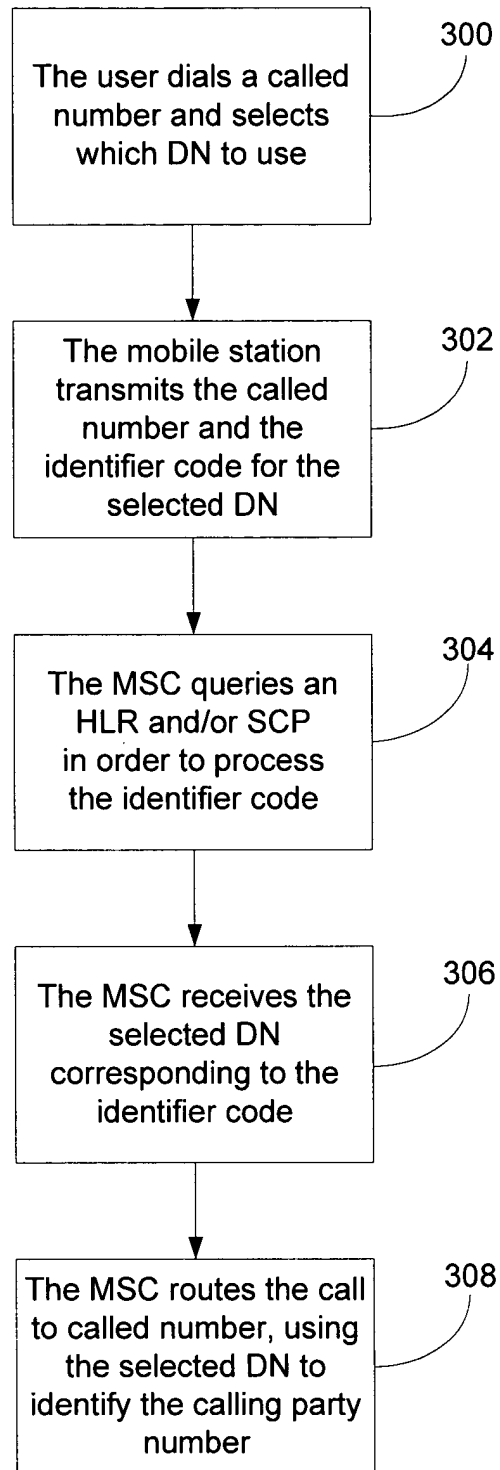 300
The user dials a called
number and selects
which DN to use
302
The mobile station
transmits the called
number and the
identifier code for the
selected DN
304
The MSC queries an
HLR and/or SCP
in order to process
the identifier code
306
The MSC receives the
selected DN
corresponding to the
identifier code
308
The MSC routes the call
to called number, using
the selected DN to
identify the calling party
number